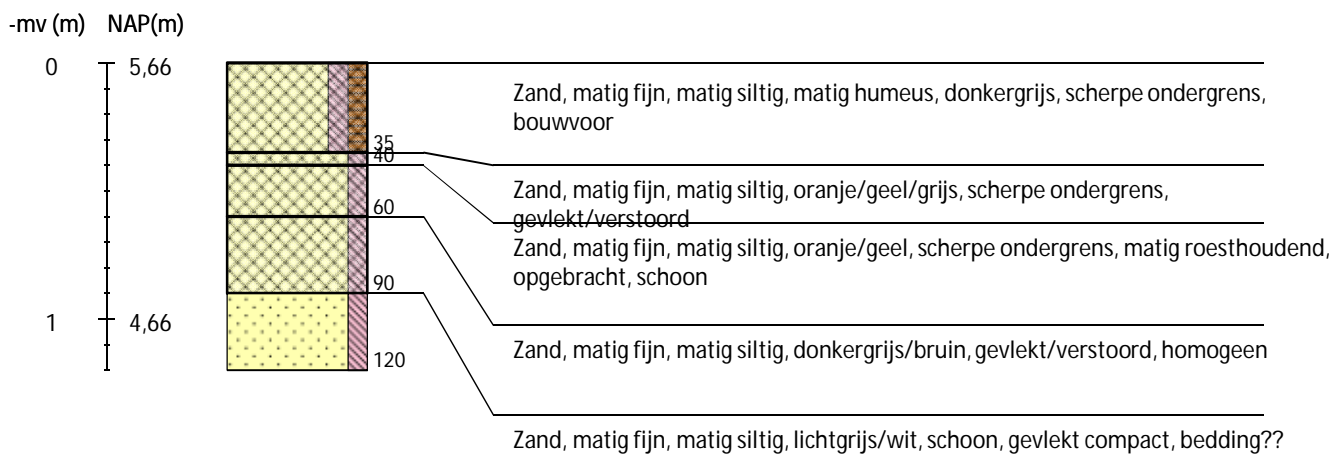 -mv (m) NAP(m)
0 5,66
Zand, matig fijn, matig siltig, matig humeus, donkergrijs, scherpe ondergrens,
bouwvoor
35
40
Zand, matig fijn, matig siltig, oranje/geel/grijs, scherpe ondergrens,
gevlekt/verstoord
60
Zand, matig fijn, matig siltig, oranje/geel, scherpe ondergrens, matig roesthoudend,
opgebracht, schoon
90
1 4,66
Zand, matig fijn, matig siltig, donkergrijs/bruin, gevlekt/verstoord, homogeen
120
Zand, matig fijn, matig siltig, lichtgrijs/wit, schoon, gevlekt compact, bedding??